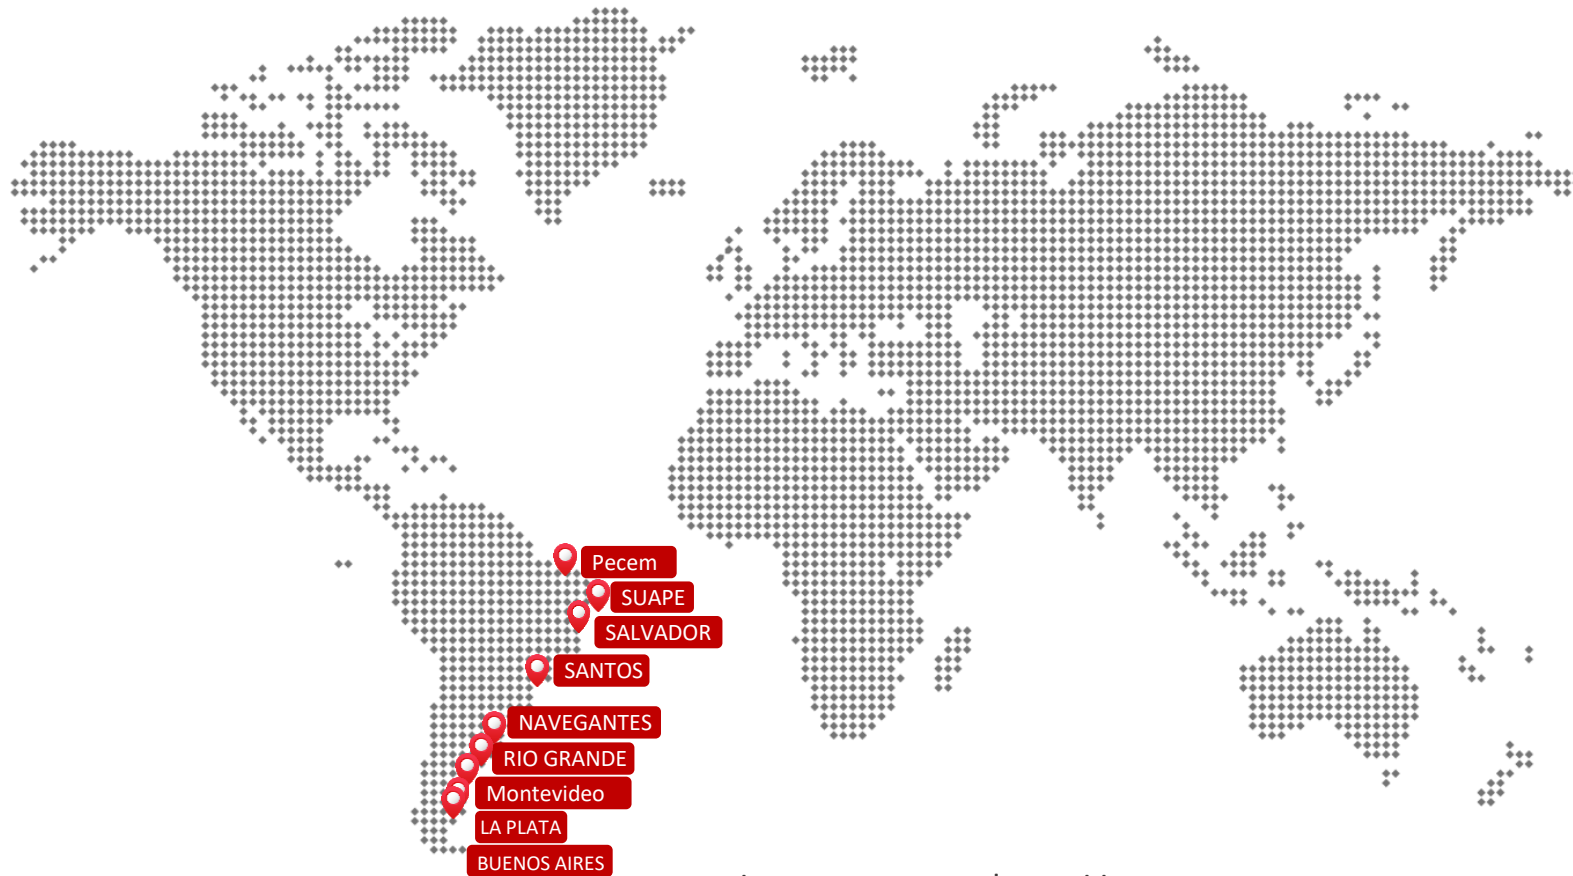 Pecem
SUAPE
SALVADOR
SANTOS
NAVEGANTES
RIO GRANDE
Montevideo
LA PLATA
BUENOS AIRES